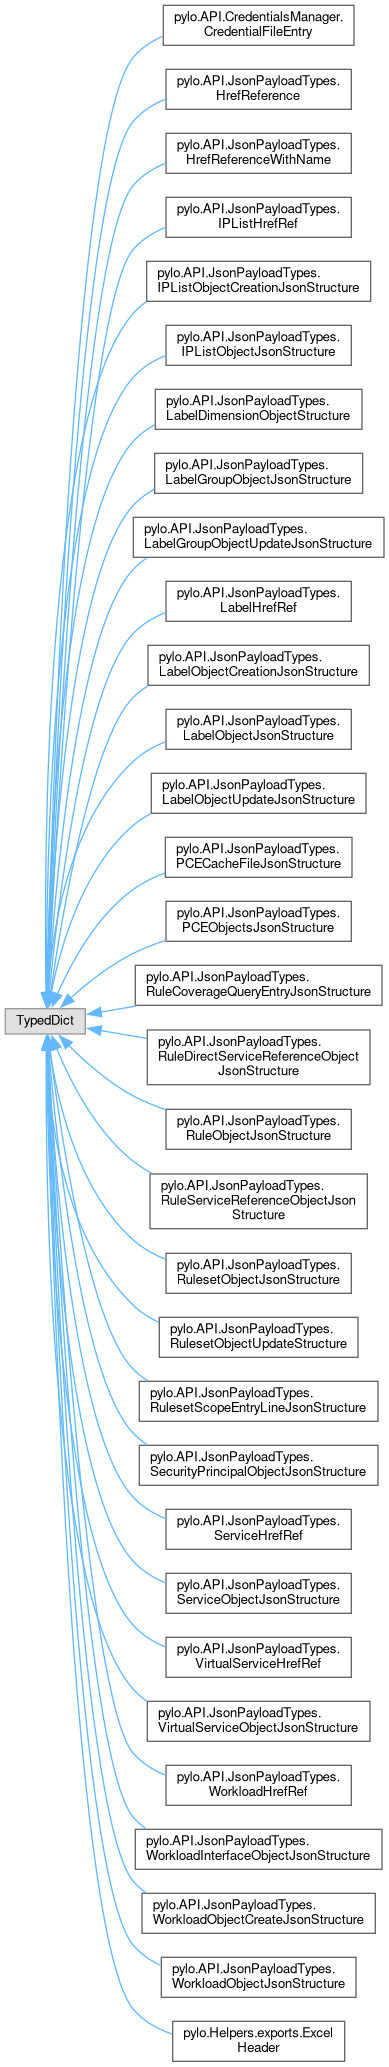 pylo.API.CredentialsManager.
CredentialFileEntry
pylo.API.JsonPayloadTypes.
HrefReference
pylo.API.JsonPayloadTypes.
HrefReferenceWithName
pylo.API.JsonPayloadTypes.
IPListHrefRef
pylo.API.JsonPayloadTypes.
IPListObjectCreationJsonStructure
pylo.API.JsonPayloadTypes.
IPListObjectJsonStructure
pylo.API.JsonPayloadTypes.
LabelDimensionObjectStructure
pylo.API.JsonPayloadTypes.
LabelGroupObjectJsonStructure
pylo.API.JsonPayloadTypes.
LabelGroupObjectUpdateJsonStructure
pylo.API.JsonPayloadTypes.
LabelHrefRef
pylo.API.JsonPayloadTypes.
LabelObjectCreationJsonStructure
pylo.API.JsonPayloadTypes.
LabelObjectJsonStructure
pylo.API.JsonPayloadTypes.
LabelObjectUpdateJsonStructure
pylo.API.JsonPayloadTypes.
PCECacheFileJsonStructure
pylo.API.JsonPayloadTypes.
PCEObjectsJsonStructure
pylo.API.JsonPayloadTypes.
RuleCoverageQueryEntryJsonStructure
TypedDict
pylo.API.JsonPayloadTypes.
RuleDirectServiceReferenceObject
JsonStructure
pylo.API.JsonPayloadTypes.
RuleObjectJsonStructure
pylo.API.JsonPayloadTypes.
RuleServiceReferenceObjectJson
Structure
pylo.API.JsonPayloadTypes.
RulesetObjectJsonStructure
pylo.API.JsonPayloadTypes.
RulesetObjectUpdateStructure
pylo.API.JsonPayloadTypes.
RulesetScopeEntryLineJsonStructure
pylo.API.JsonPayloadTypes.
SecurityPrincipalObjectJsonStructure
pylo.API.JsonPayloadTypes.
ServiceHrefRef
pylo.API.JsonPayloadTypes.
ServiceObjectJsonStructure
pylo.API.JsonPayloadTypes.
VirtualServiceHrefRef
pylo.API.JsonPayloadTypes.
VirtualServiceObjectJsonStructure
pylo.API.JsonPayloadTypes.
WorkloadHrefRef
pylo.API.JsonPayloadTypes.
WorkloadInterfaceObjectJsonStructure
pylo.API.JsonPayloadTypes.
WorkloadObjectCreateJsonStructure
pylo.API.JsonPayloadTypes.
WorkloadObjectJsonStructure
pylo.Helpers.exports.Excel
Header